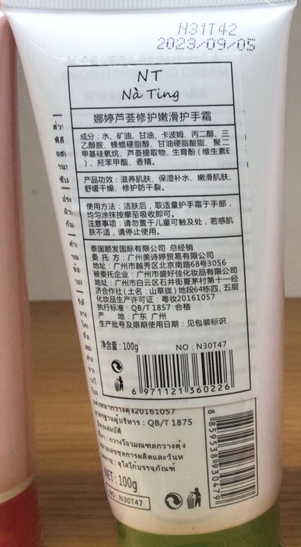 N31T42
2023/09/05
NT
Nà Ting
娜婷芦荟修护嫩滑护手霜
成分：水、矿油、甘油、卡波姆、丙二醇、三
乙醇胺、蜂蜡硬脂醇、甘油硬脂酸脂、聚二
甲基硅氧烷、芦荟提取物、生育酚（维生素E
）、羟苯甲酯、香精。
产品功效：滋养肌肤、保湿补水、嫩滑肌肤、
舒缓干燥、修护防干裂。
使用方法：洁肤后，取适量护手霜于手部，
均匀涂抹按摩至吸收即可。
注意事项：请勿置于儿童可触及处，若感肌
肤不适，请停止使用。
泰国顺发国际有限公司 总经销
委 托 方：广州美诗婷贸易有限公司
地址：广州市越秀区北京南路68号3056
被委托企业：广州市盛好佳化妆品有限公司
地址：广州市白云区石井街夏茅村第十一经
济合作社（土名：山草拢）地段64栋四、五层
化妆品生产许可证：粤妆20161057
执行标准：QB/T 1857 合格
产 地：广东 广州
生产批号及限期使用日期：见包装标识
净含量：100g
NO：N30T47
6 971121 360226
20161057
: QB/T 1875
NT: 100g
NO：N30T47
8859538930479